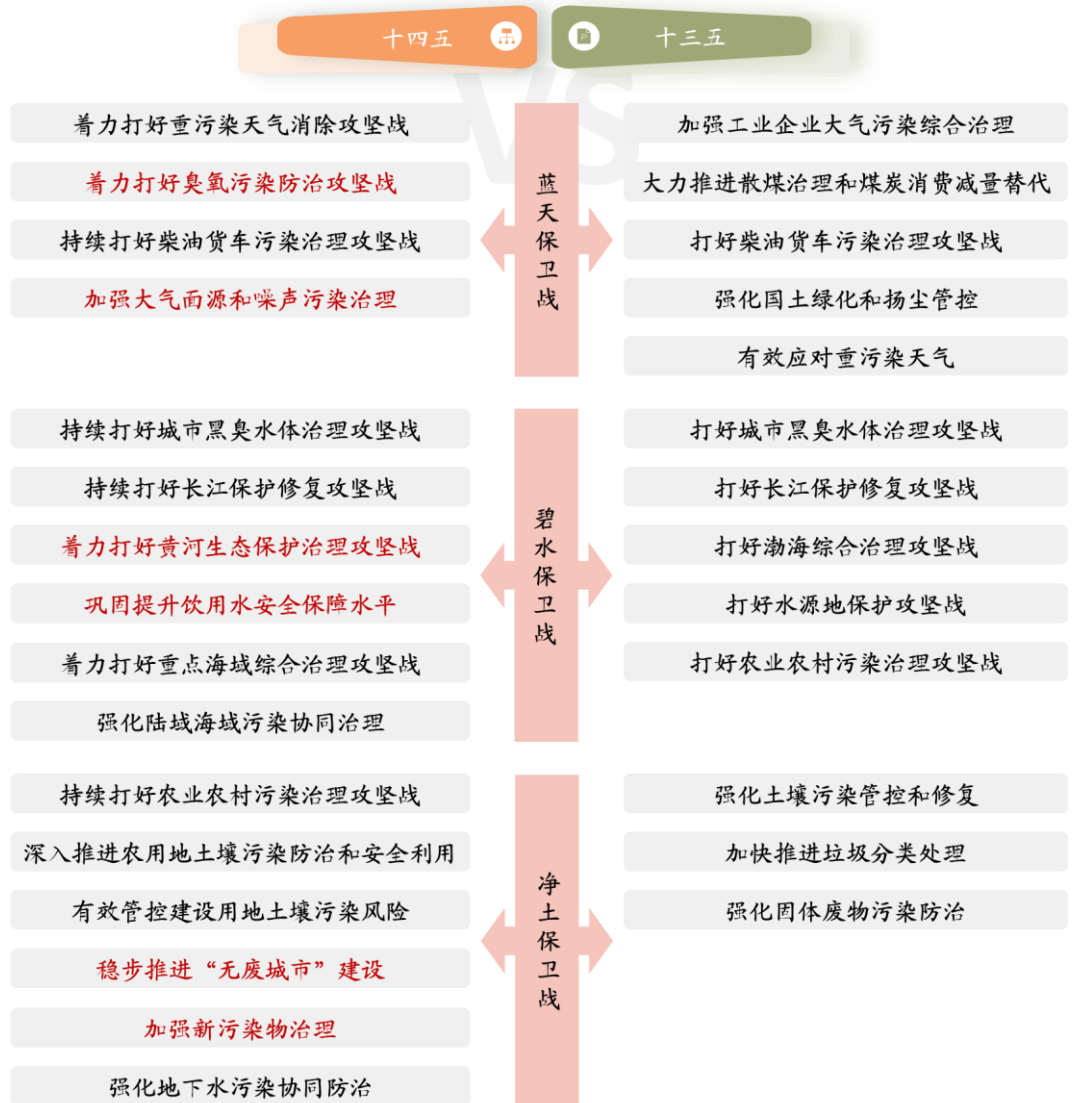 十四五
十三五
VS
着力打好重污染天气消除攻坚战
着力打好臭氧污染防治攻坚战
持续打好柴油货车污染治理攻坚战
加强大气面源和噪声污染治理
蓝天保卫战
加强工业企业大气污染综合治理
大力推进散煤治理和煤炭消费减量替代
打好柴油货车污染治理攻坚战
强化国土绿化和扬尘管控
有效应对重污染天气
持续打好城市黑臭水体治理攻坚战
持续打好长江保护修复攻坚战
着力打好黄河生态保护治理攻坚战
巩固提升饮用水安全保障水平
着力打好重点海域综合治理攻坚战
强化陆域海域污染协同治理
碧水保卫战
打好城市黑臭水体治理攻坚战
打好长江保护修复攻坚战
打好渤海综合治理攻坚战
打好水源地保护攻坚战
打好农业农村污染治理攻坚战
持续打好农业农村污染治理攻坚战
深入推进农用地土壤污染防治和安全利用
有效管控建设用地土壤污染风险
稳步推进“无废城市”建设
加强新污染物治理
强化地下水污染协同防治
净土保卫战
强化土壤污染管控和修复
加快推进垃圾分类处理
强化固体废物污染防治